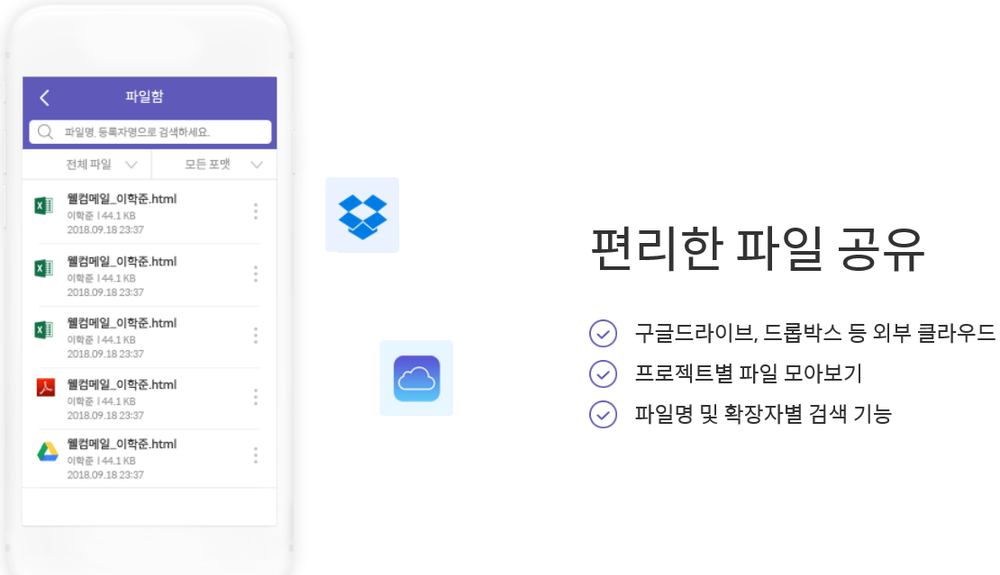 파일함
파일명, 등록자명으로 검색하세요.
전체 파일
모든 포맷
웰컴메일_이학준.html
이학준 | 44.1 KB
2018.09.18 23:37
웰컴메일_이학준.html
이학준 | 44.1 KB
2018.09.18 23:37
웰컴메일_이학준.html
이학준 | 44.1 KB
2018.09.18 23:37
웰컴메일_이학준.html
이학준 | 44.1 KB
2018.09.18 23:37
웰컴메일_이학준.html
이학준 | 44.1 KB
2018.09.18 23:37
편리한 파일 공유
구글드라이브, 드롭박스 등 외부 클라우드
프로젝트별 파일 모아보기
파일명 및 확장자별 검색 기능